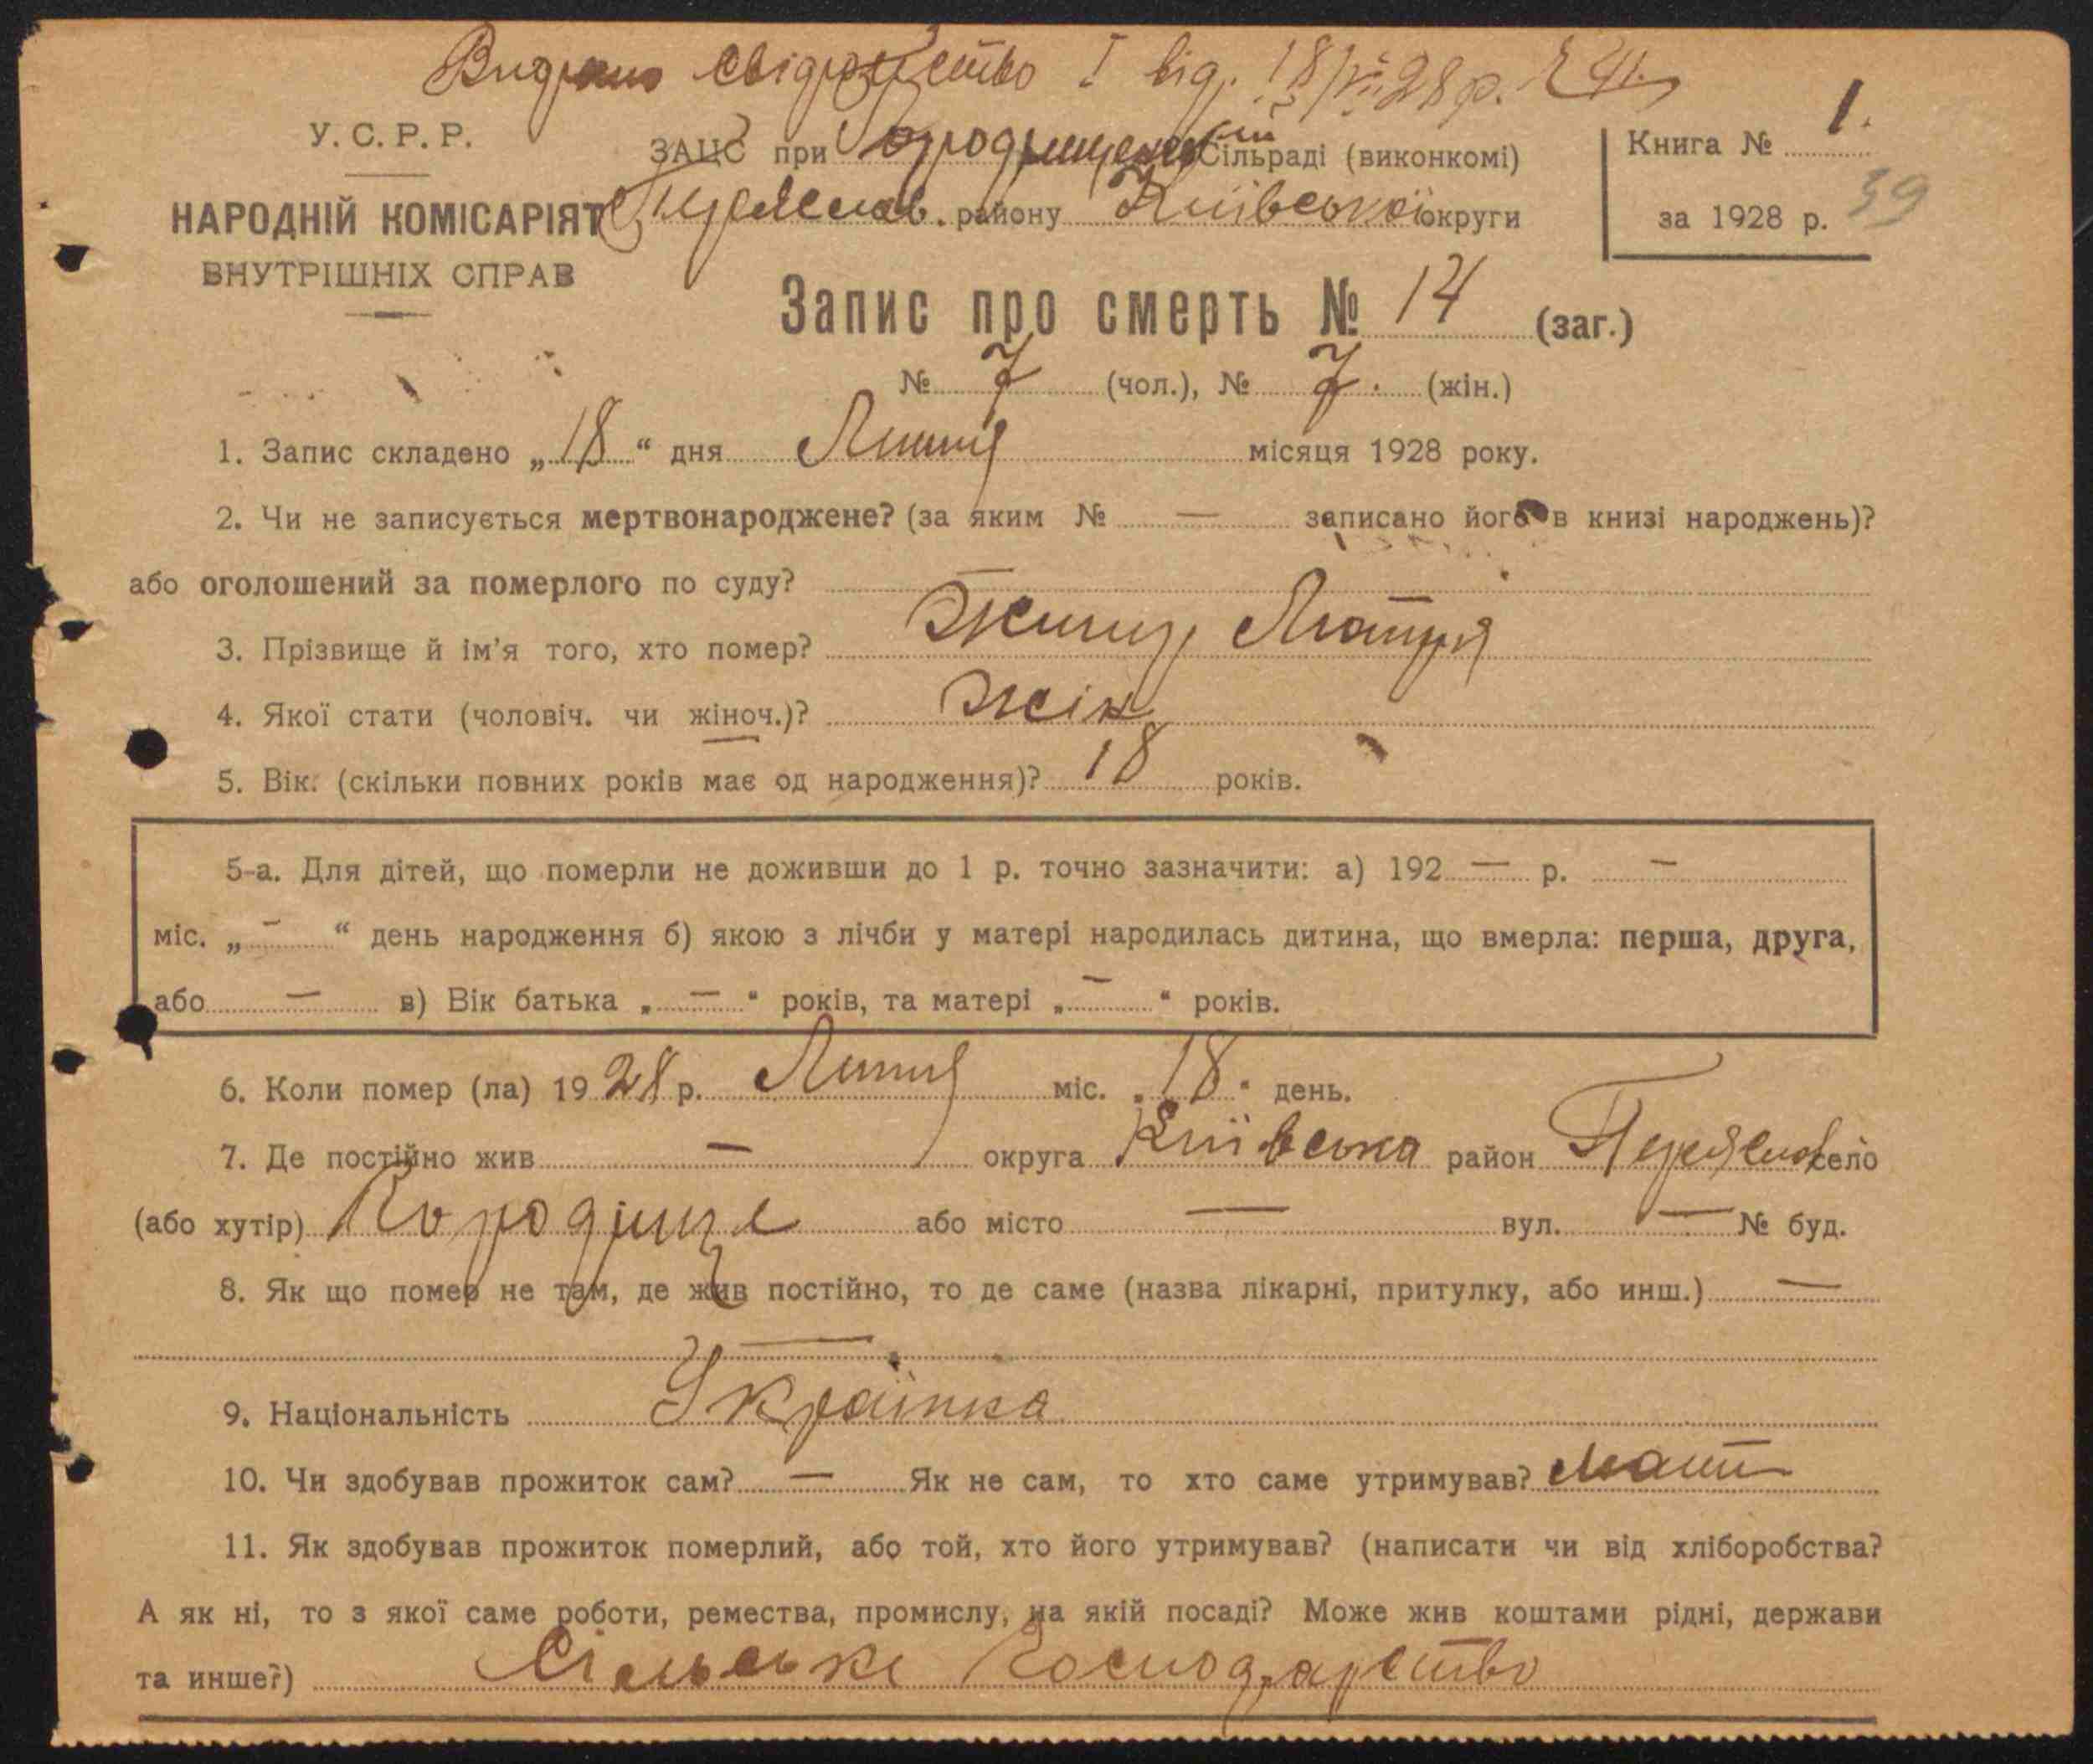 Видано свідоцтво І від. 18/VII 28 р. № 41.
У. С. Р. Р.
НАРОДНІЙ КОМІСАРІЯТ
ВНУТРІШНІХ СПРАВ
ЗАЦС при Городищенській Сільраді (виконкомі)
Переяслав. району Київської округи
Книга № 1.
за 1928 р. 39
Запис про смерть № 14 (заг.)
№ 7 (чол.), № 7. (жін.)
1. Запис складено „18“ дня Липня місяця 1928 року.
2. Чи не записується мертвонароджене? (за яким № — записано його в книзі народжень)?
або оголошений за померлого по суду? —
3. Прізвище й ім'я того, хто помер?
4. Якої стати (чоловіч. чи жіноч.)? жін
5. Вік. (скільки повних років має од народження)? 18 років.
5-а. Для дітей, що померли не доживши до 1 р. точно зазначити: а) 192 — р. —
міс. „ — “ день народження б) якою з лічби у матері народилась дитина, що вмерла: перша, друга,
або — в) Вік батька „ — “ років, та матері „ — “ років.
6. Коли помер (ла) 1928 р. Липня міс. „18“ день.
7. Де постійно жив — округа Київська район Переяслов село
(або хутір) Городище або місто — вул. — № буд.
8. Як що помер не там, де жив постійно, то де саме (назва лікарні, притулку, або инш.) —
—
9. Національність Українка
10. Чи здобував прожиток сам? — Як не сам, то хто саме утримував? Мати
11. Як здобував прожиток померлий, або той, хто його утримував? (написати чи від хліборобства?
А як ні, то з якої саме роботи, ремества, промислу, на якій посаді? Може жив коштами рідні, держави
та инше?) Сільське Господарство